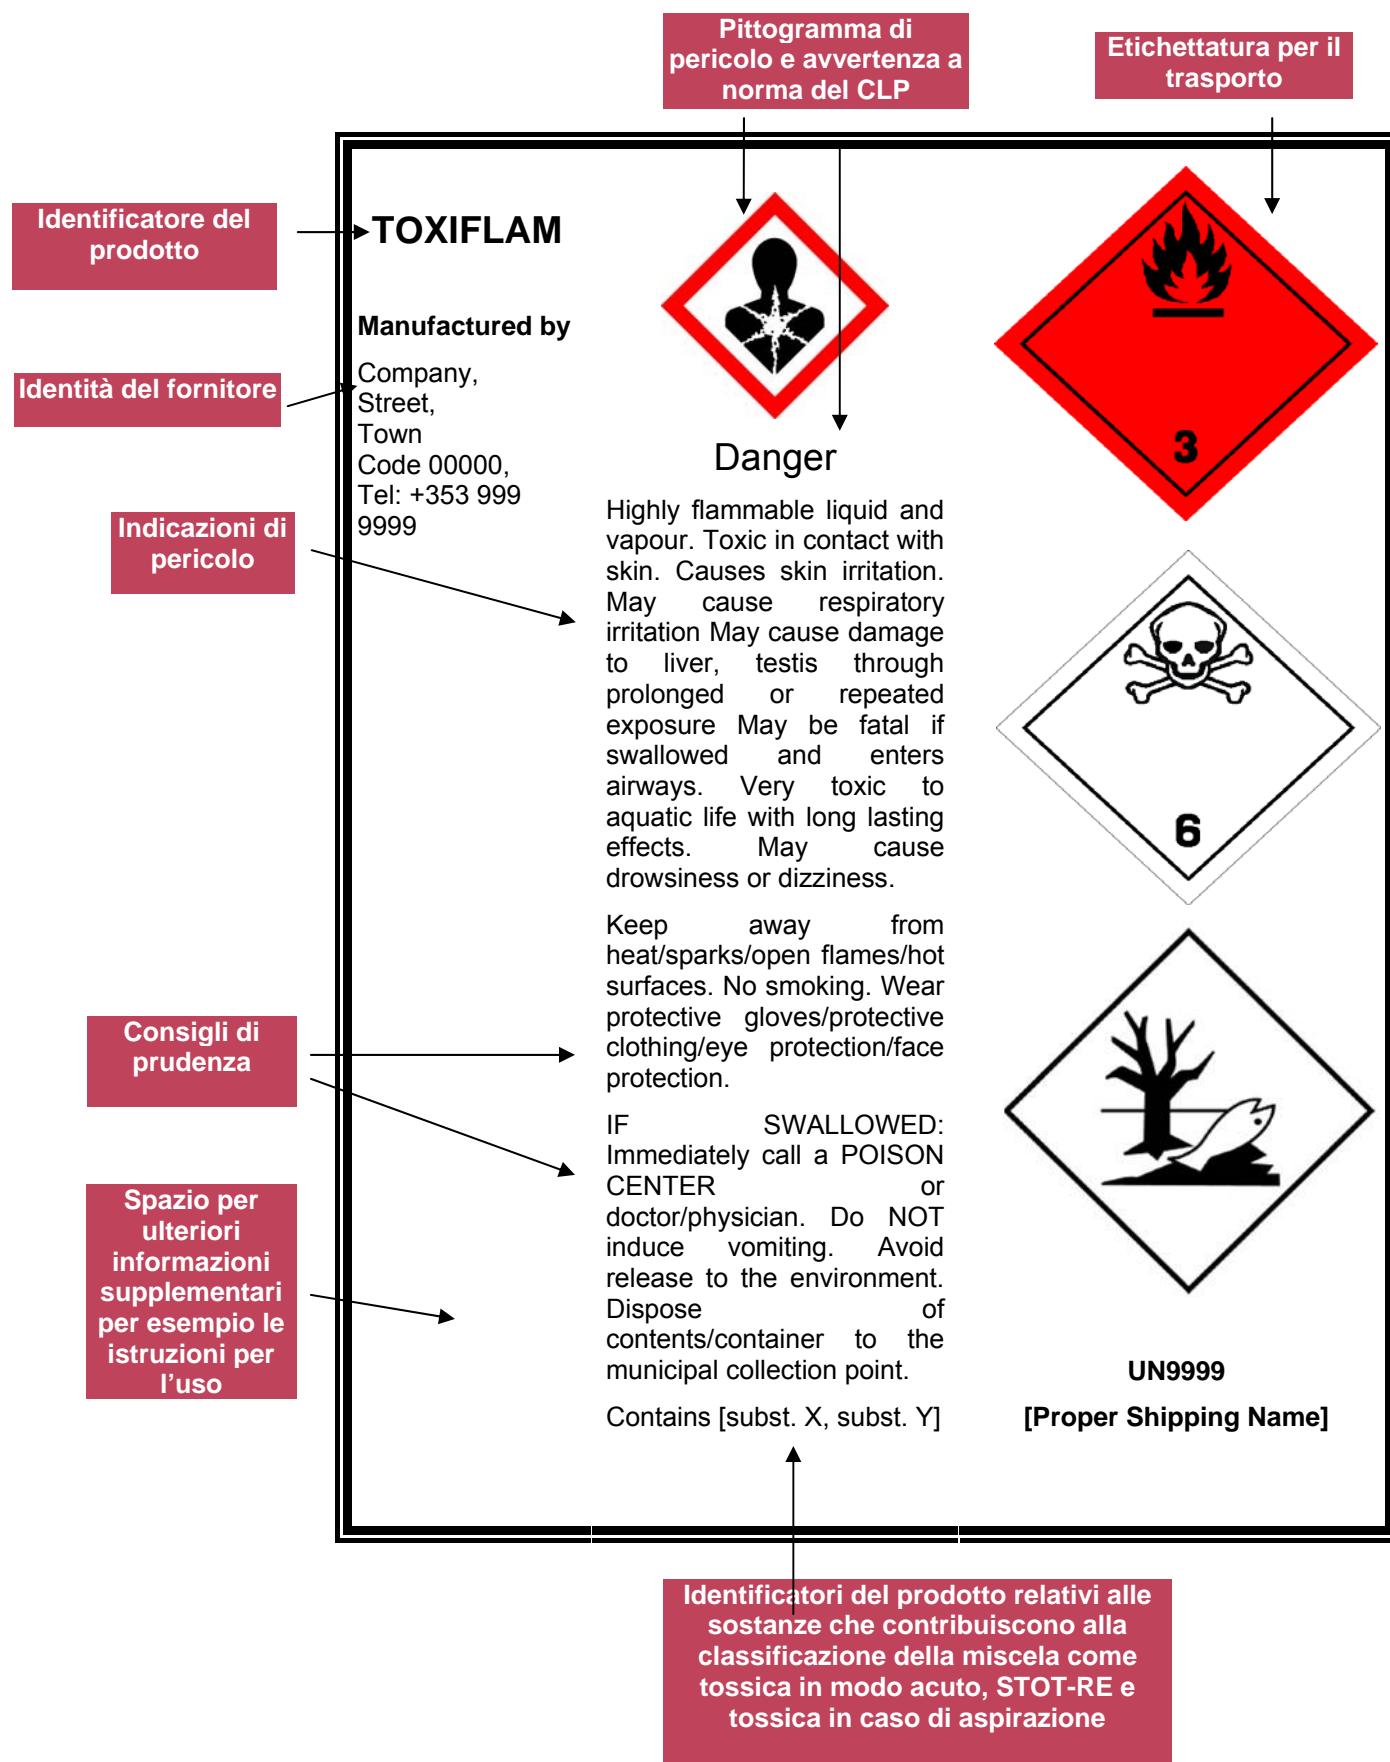 Pittogramma di
pericolo e avvertenza a
norma del CLP
Etichettatura per il
trasporto
Identificatore del
prodotto
Identità del fornitore
Indicazioni di
pericolo
Consigli di
prudenza
Spazio per
ulteriori
informazioni
supplementari
per esempio le
istruzioni per
l’uso
TOXIFLAM
Manufactured by
Company,
Street,
Town
Code 00000,
Tel: +353 999
9999
Danger
Highly flammable liquid and
vapour. Toxic in contact with
skin. Causes skin irritation.
May cause respiratory
irritation May cause damage
to liver, testis through
prolonged or repeated
exposure May be fatal if
swallowed and enters
airways. Very toxic to
aquatic life with long lasting
effects. May cause
drowsiness or dizziness.
Keep away from
heat/sparks/open flames/hot
surfaces. No smoking. Wear
protective gloves/protective
clothing/eye protection/face
protection.
IF SWALLOWED:
Immediately call a POISON
CENTER or
doctor/physician. Do NOT
induce vomiting. Avoid
release to the environment.
Dispose of
contents/container to the
municipal collection point.
Contains [subst. X, subst. Y]
3
6
UN9999
[Proper Shipping Name]
Identificatori del prodotto relativi alle
sostanze che contribuiscono alla
classificazione della miscela come
tossica in modo acuto, STOT-RE e
tossica in caso di aspirazione